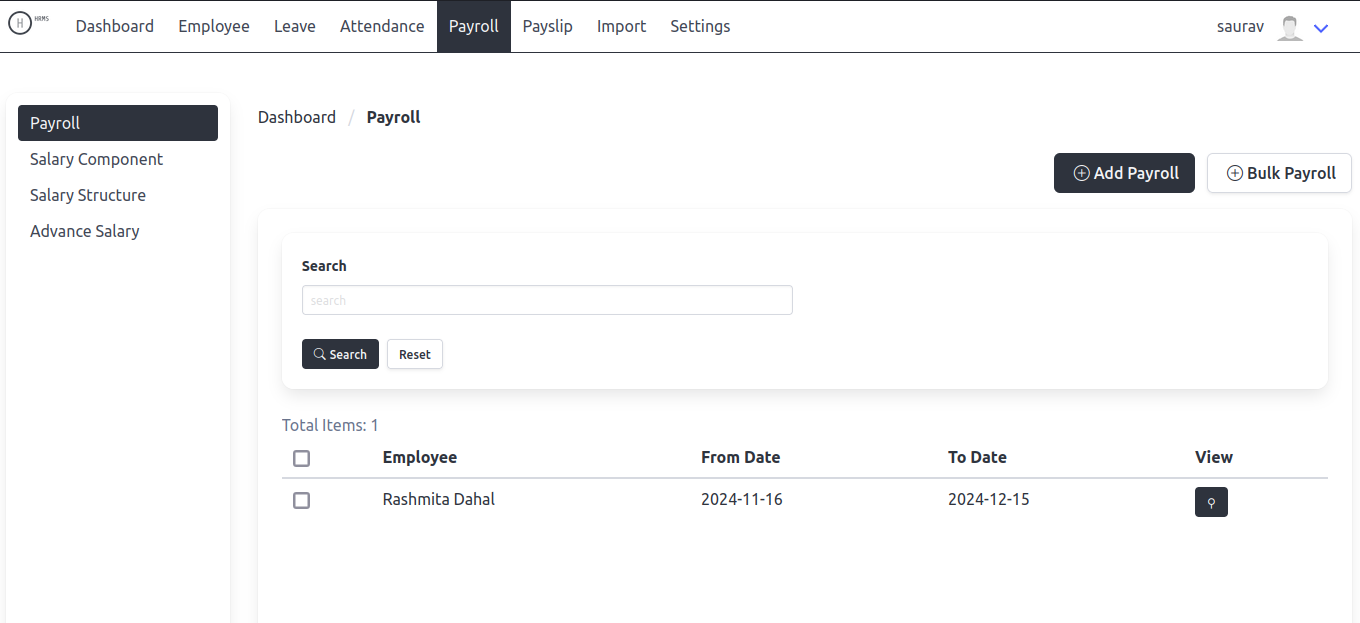 H HRMS Dashboard Employee Leave Attendance Payroll Payslip Import Settings saurav
Payroll
Salary Component
Salary Structure
Advance Salary
Dashboard / Payroll
Add Payroll Bulk Payroll
Search
search
Search Reset
Total Items: 1
Employee From Date To Date View
Rashmita Dahal 2024-11-16 2024-12-15